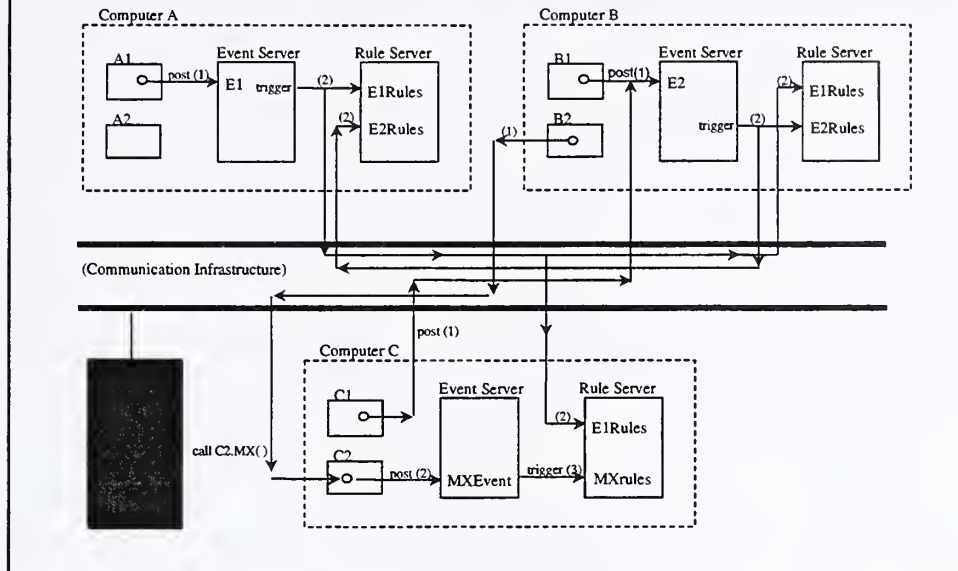 Computer A
A1
post (1)
A2
Event Server
E1
trigger
(2)
(2)
Rule Server
E1Rules
E2Rules
Computer B
B1
post(1)
B2
(1)
Event Server
E2
trigger
(2)
(2)
Rule Server
E1Rules
E2Rules
(Communication Infrastructure)
post (1)
call C2.MX( )
Computer C
C1
C2
post (2)
Event Server
MXEvent
trigger (3)
(2)
Rule Server
E1Rules
MXrules